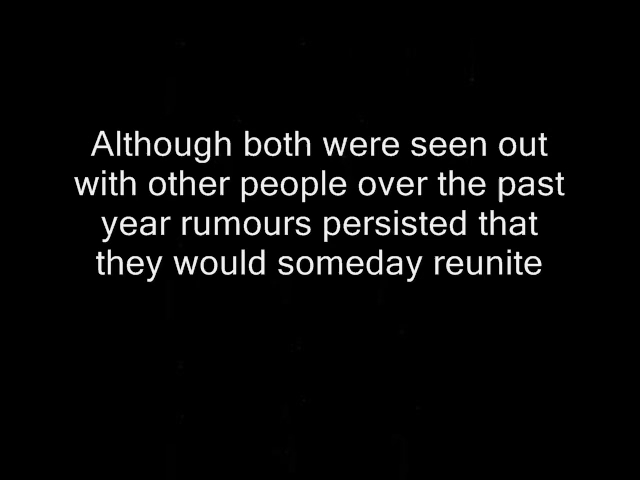 Although both were seen out
with other people over the past
year rumours persisted that
they would someday reunite